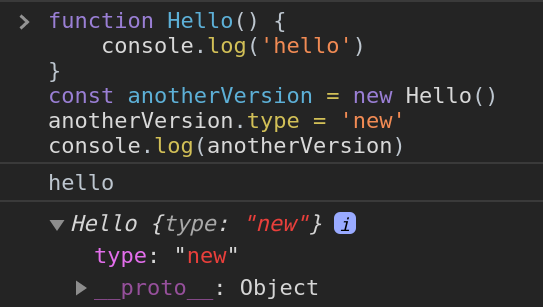 function Hello() {
    console.log('hello')
}
const anotherVersion = new Hello()
anotherVersion.type = 'new'
console.log(anotherVersion)
hello
Hello {type: "new"} i
type: "new"
__proto__: Object